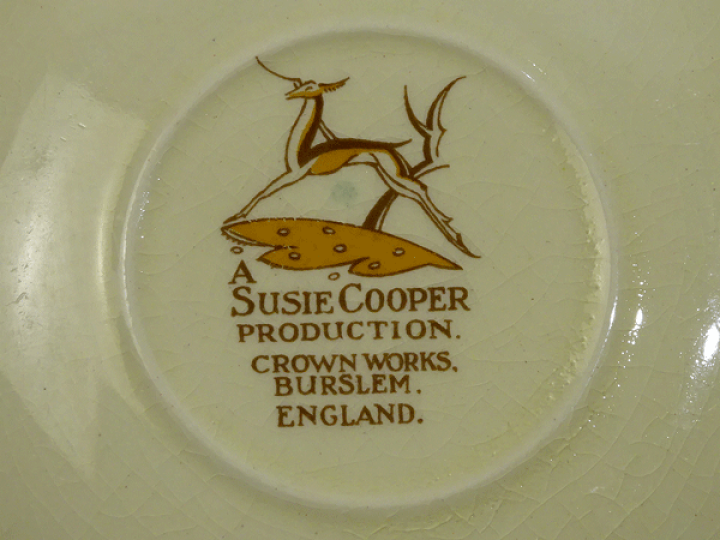 A
SUSIE COOPER
PRODUCTION.
CROWN WORKS,
BURSLEM.
ENGLAND.